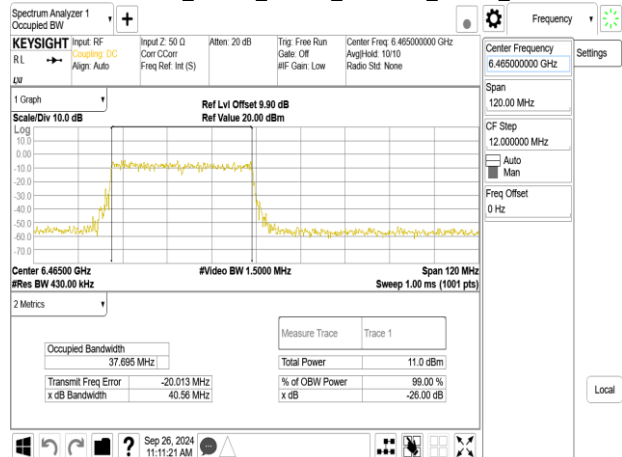 Spectrum Analyzer 1
Occupied BW
Frequency
KEYSIGHT
Input: RF
Coupling: DC
Align: Auto
Input Z: 50 Ω
Corr CCorr
Freq Ref: Int (S)
Atten: 20 dB
Trig: Free Run
Gate: Off
#IF Gain: Low
Center Freq: 6.465000000 GHz
Avg|Hold: 10/10
Radio Std: None
RL
LXI
Center Frequency
6.465000000 GHz
Settings
Span
120.00 MHz
CF Step
12.000000 MHz
Auto
Man
Freq Offset
0 Hz
Local
1 Graph
Scale/Div 10.0 dB
Ref Lvl Offset 9.90 dB
Ref Value 20.00 dBm
Log
10.0
0.00
-10.0
-20.0
-30.0
-40.0
-50.0
-60.0
-70.0
Center 6.46500 GHz
#Video BW 1.5000 MHz
Span 120 MHz
#Res BW 430.00 kHz
Sweep 1.00 ms (1001 pts)
2 Metrics
Measure Trace Trace 1
Occupied Bandwidth
37.695 MHz
Total Power 11.0 dBm
Transmit Freq Error -20.013 MHz
% of OBW Power 99.00 %
x dB Bandwidth 40.56 MHz
x dB -26.00 dB
?
Sep 26, 2024
11:11:21 AM